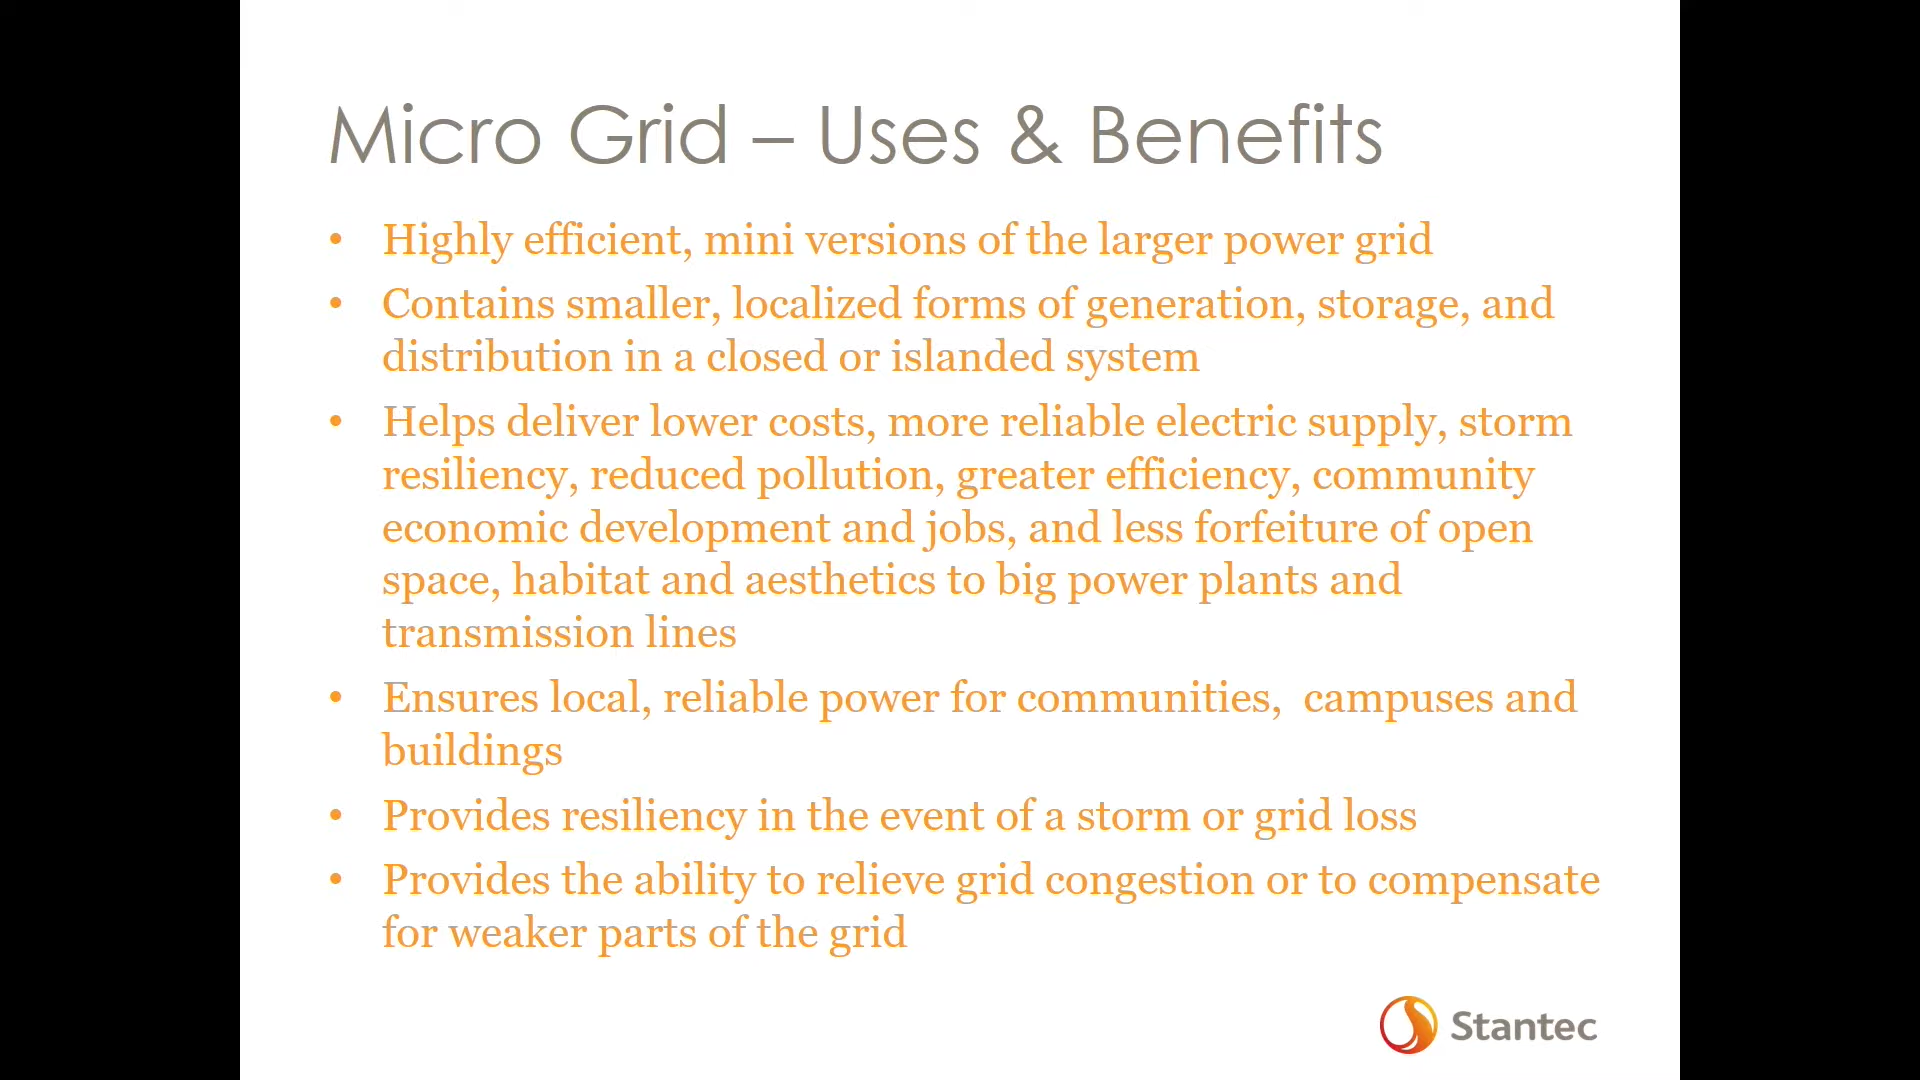 Micro Grid – Uses & Benefits
• Highly efficient, mini versions of the larger power grid
• Contains smaller, localized forms of generation, storage, and
distribution in a closed or islanded system
• Helps deliver lower costs, more reliable electric supply, storm
resiliency, reduced pollution, greater efficiency, community
economic development and jobs, and less forfeiture of open
space, habitat and aesthetics to big power plants and
transmission lines
• Ensures local, reliable power for communities,  campuses and
buildings
• Provides resiliency in the event of a storm or grid loss
• Provides the ability to relieve grid congestion or to compensate
for weaker parts of the grid
Stantec